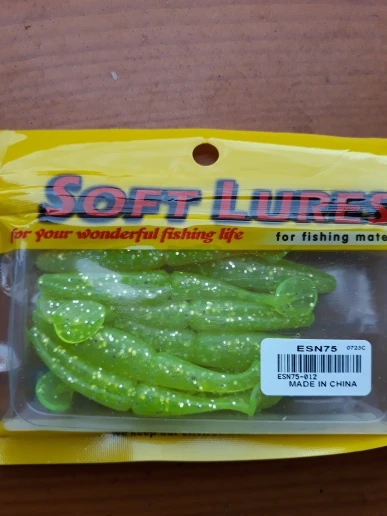 SOFT LURES
for your wonderful fishing life
for fishing mate
ESN75 0723C
ESN75-012
MADE IN CHINA